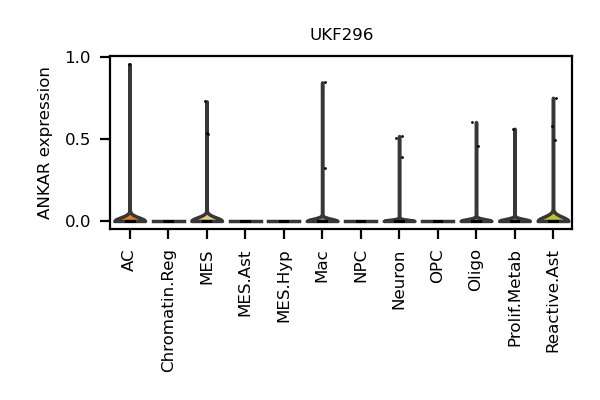 UKF296
ANKAR expression
1.0
0.5
0.0
AC
Chromatin.Reg
MES
MES.Ast
MES.Hyp
Mac
NPC
Neuron
OPC
Oligo
Prolif.Metab
Reactive.Ast